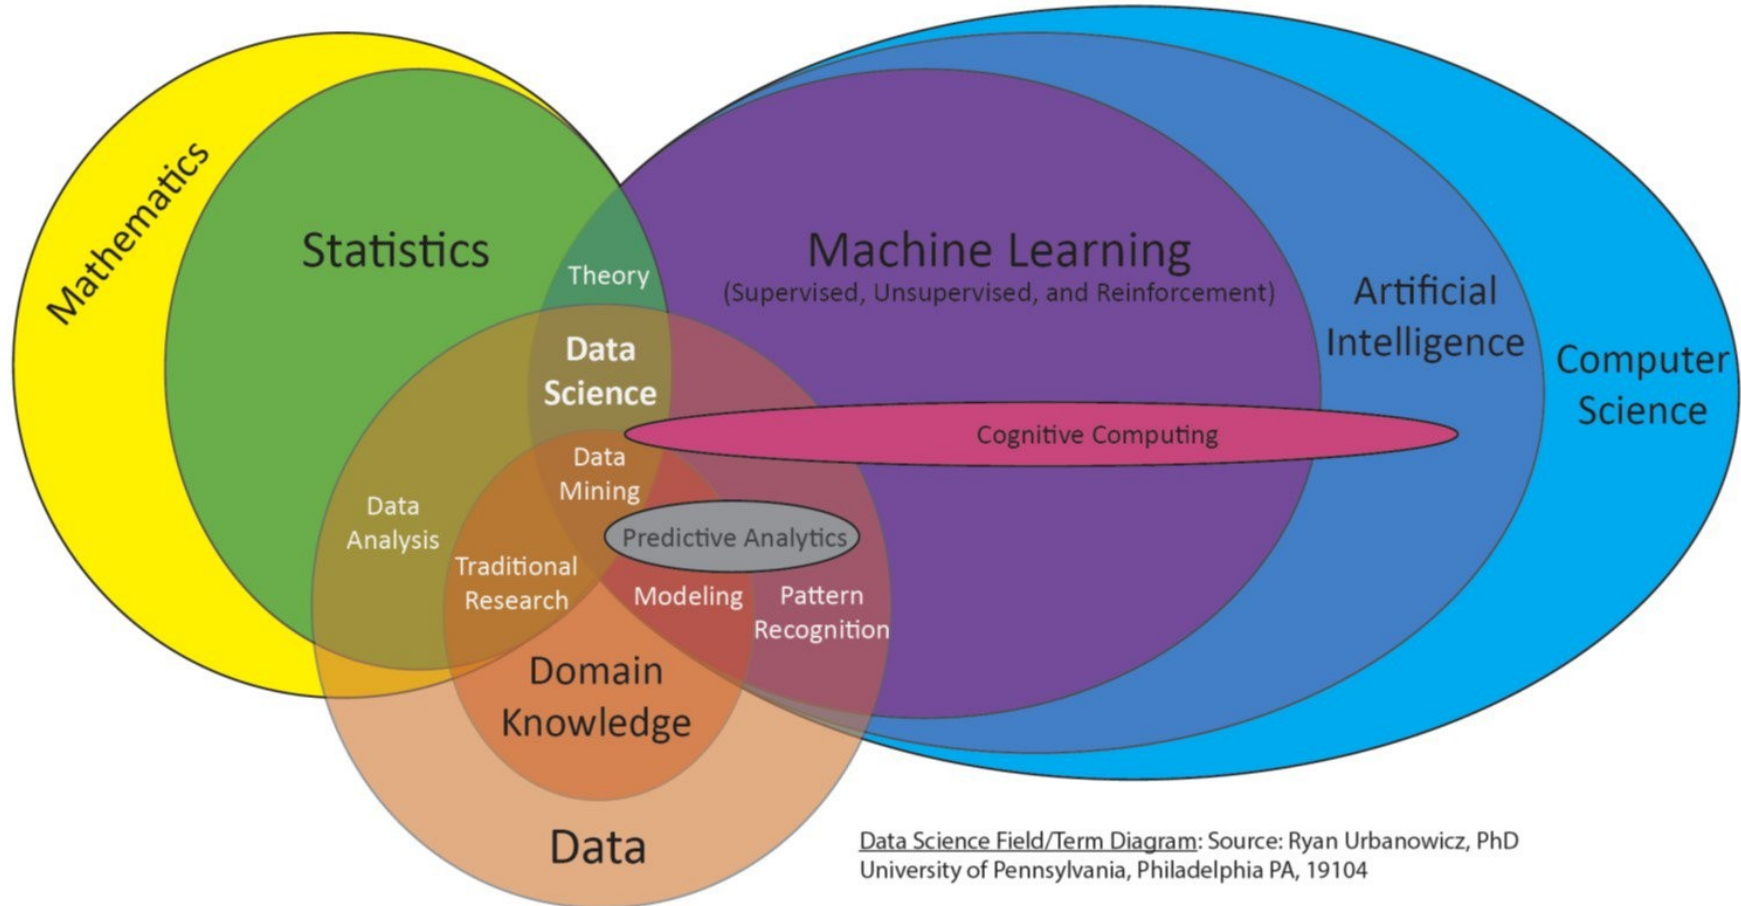 Mathematics
Statistics
Theory
Machine Learning
(Supervised, Unsupervised, and Reinforcement)
Artificial
Intelligence
Computer
Science
Data
Science
Cognitive Computing
Data
Mining
Data
Analysis
Predictive Analytics
Traditional
Research
Modeling
Pattern
Recognition
Domain
Knowledge
Data
Data Science Field/Term Diagram: Source: Ryan Urbanowicz, PhD
University of Pennsylvania, Philadelphia PA, 19104